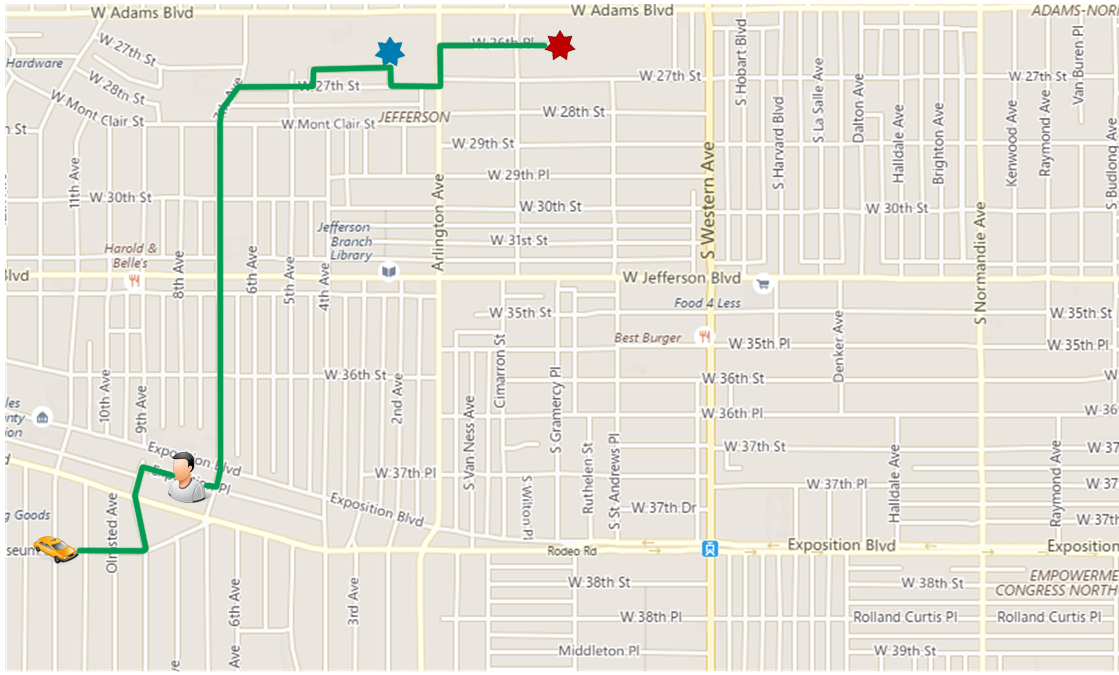 W Adams Blvd
W Adams Blvd
ADAMS-NOR
W 27th St
Hardware
W 28th St
W Mont Clair St
n St
7th Ave
W 27th St
W 26th Pl
W 27th St
W 27th St
S Hobart Blvd
Van Buren Pl
S La Salle Ave
Dalton Ave
W Mont Clair St
JEFFERSON
W 28th St
S Harvard Blvd
Halldale Ave
Brighton Ave
Kenwood Ave
Raymond Ave
S Budlong Ave
W 29th St
W 29th Pl
11th Ave
W 30th St
W 30th St
W 30th St
Arlington Ave
S Western Ave
S Normandie Ave
Jefferson
Branch
Library
W 31st St
Harold &
Belle's
8th Ave
6th Ave
5th Ave
4th Ave
Blvd
W Jefferson Blvd
Food 4 Less
W 35th St
W 35th St
Best Burger
W 35th Pl
W 35th Pl
Cimarron St
Denker Ave
10th Ave
9th Ave
W 36th St
2nd Ave
S Gramercy Pl
W 36th St
W
W 36th Pl
W 36
les
nty
ion
S Van Ness Ave
Ruthelen St
S St Andrews Pl
W 37th St
W 37
Exposition Blvd
W 37th Pl
W 37th Pl
W 37
Halldale Ave
Raymond Ave
d
Exposition Pl
Exposition Blvd
S Wilton Pl
W 37th Dr
W 37th
g Goods
Olmsted Ave
seum
Rodeo Rd
Exposition Blvd
Exposition
6th Ave
Ave
3rd Ave
W 38th St
W 38th St
EMPOWERME
CONGRESS NORTH
W 38th Pl
Rolland Curtis Pl
Rolland Curtis Pl
Middleton Pl
W 39th St
ve